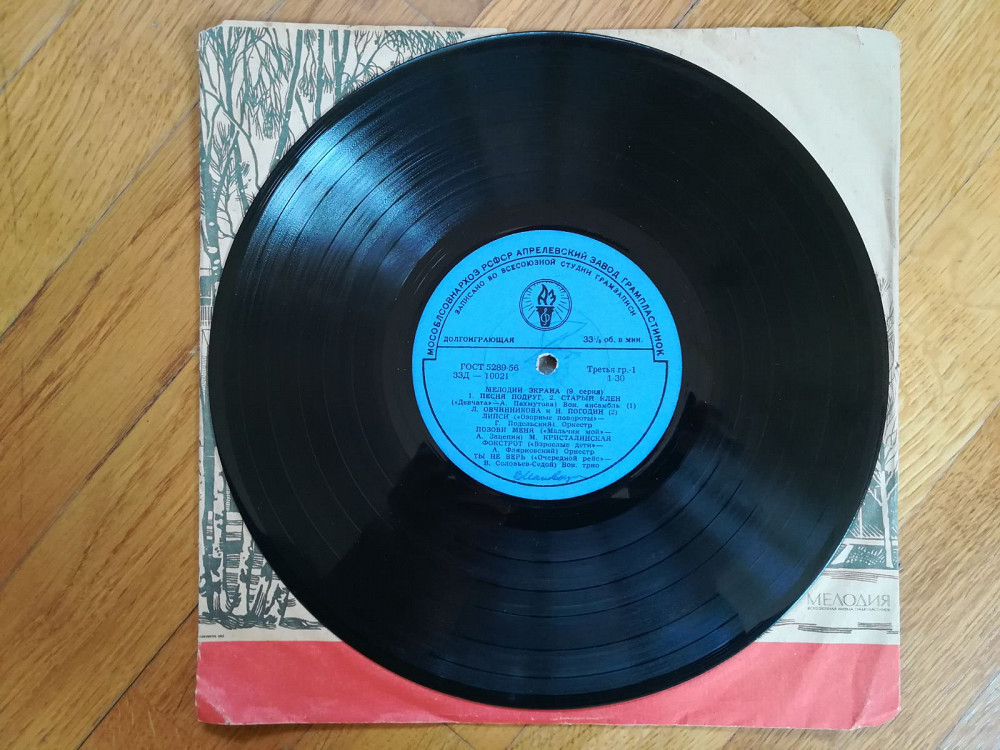 МОСОБЛСОВНАРХОЗ РСФСР АПРЕЛЕВСКИЙ ЗАВОД ГРАМПЛАСТИНОК
ЗАПИСАНО ВО ВСЕСОЮЗНОЙ СТУДИИ ГРАМЗАПИСИ
АЗ
ДОЛГОИГРАЮЩАЯ 33⅓ об. в мин.
ГОСТ 5289-56 Третья гр.-1
33Д — 10021 1-30
МЕЛОДИИ ЭКРАНА (9. серия)
1. ПЕСНЯ ПОДРУГ, 2. СТАРЫЙ КЛЕН
(«Девчата»—А. Пахмутова) Вок. ансамбль (1)
Л. ОВЧИННИКОВА и Н. ПОГОДИН (2)
ЛИПСИ («Озорные повороты»—
Г. Подэльский) Оркестр
ПОЗОВИ МЕНЯ («Мальчик мой»—
А. Зацепин) М. КРИСТАЛИНСКАЯ
ФОКСТРОТ («Взрослые дети»—
А. Флярковский) Оркестр
ТЫ НЕ ВЕРЬ («Очередной рейс»—
В. Соловьев-Седой) Вок. трио
МЕЛОДИЯ